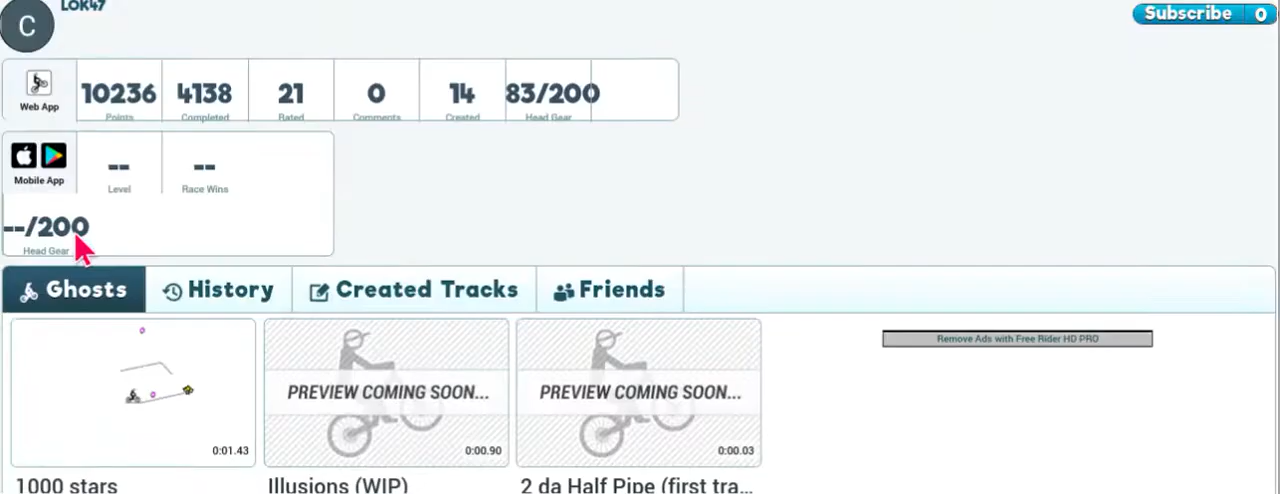 LOK47
C
Subscribe 0
Web App
10236 4138 21 0 14 83/200
Points Completed Rated Comments Created Head Gear
Mobile App
-- --
Level Race Wins
--/200
Head Gear
Ghosts History Created Tracks Friends
Remove Ads with Free Rider HD PRO
PREVIEW COMING SOON... PREVIEW COMING SOON...
0:01.43 0:00.90 0:00.03
1000 stars Illusions (WIP) 2 da Half Pipe (first tra...